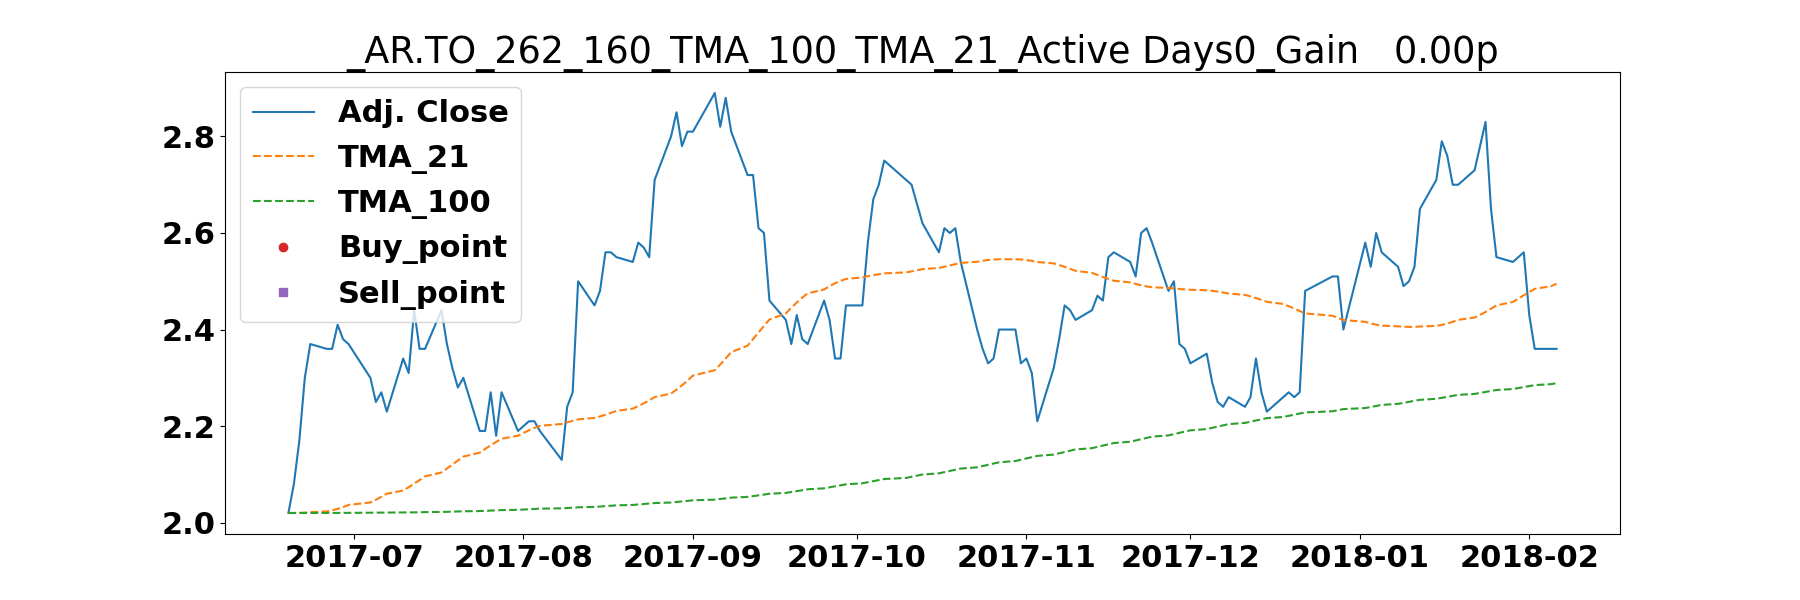 _AR.TO_262_160_TMA_100_TMA_21_Active Days0_Gain   0.00p
Adj. Close
TMA_21
TMA_100
Buy_point
Sell_point
2.8
2.6
2.4
2.2
2.0
2017-07 2017-08 2017-09 2017-10 2017-11 2017-12 2018-01 2018-02